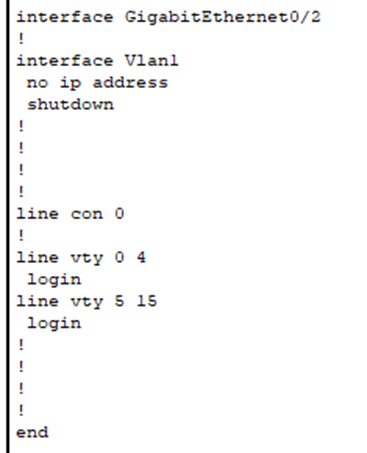 interface GigabitEthernet0/2
!
interface Vlan1
 no ip address
 shutdown
!
!
!
!
line con 0
!
line vty 0 4
 login
line vty 5 15
 login
!
!
!
!
end